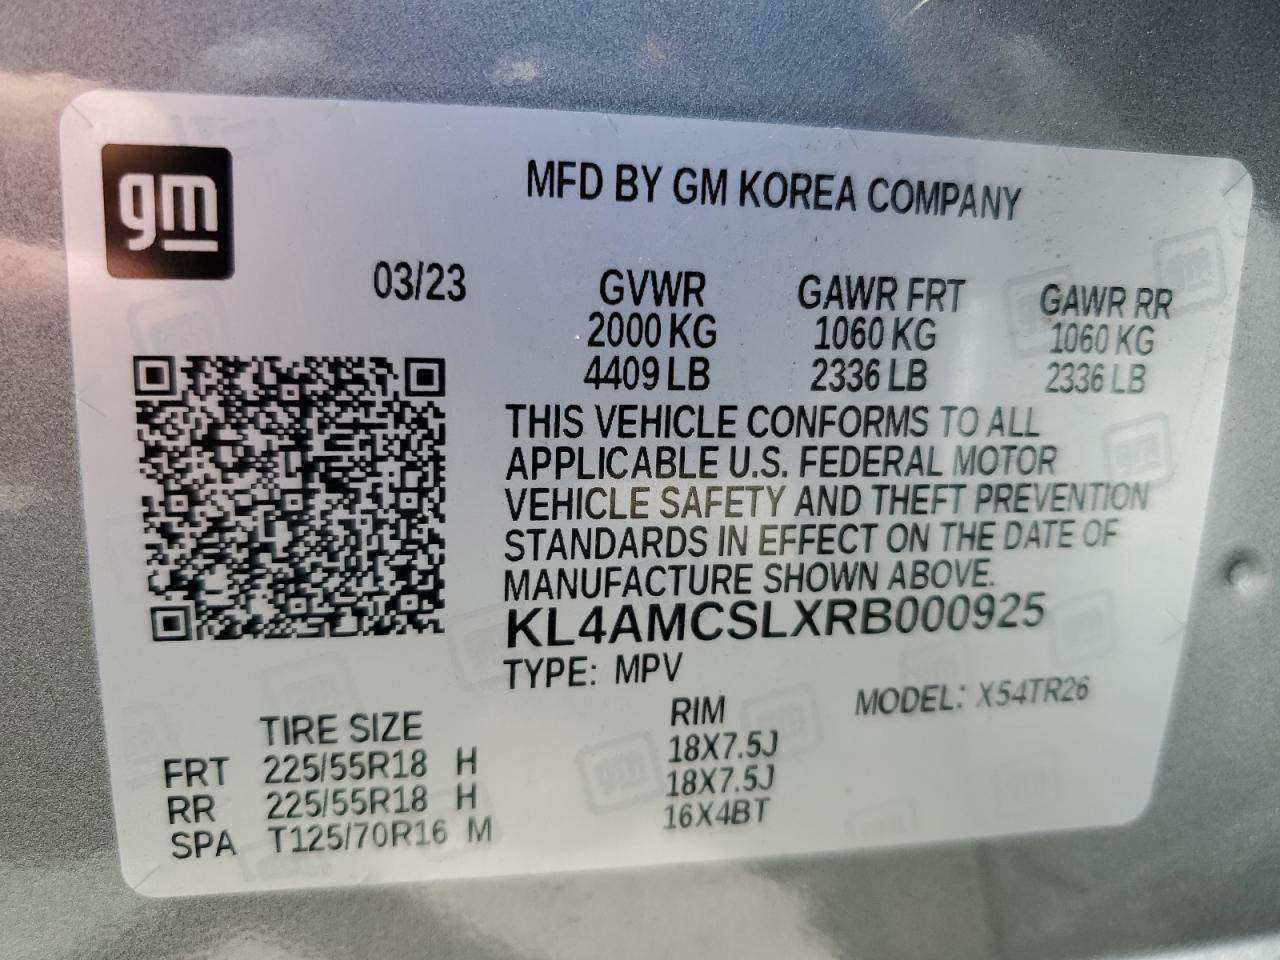 gm
MFD BY GM KOREA COMPANY
03/23 GVWR GAWR FRT GAWR RR
2000 KG 1060 KG 1060 KG
4409 LB 2336 LB 2336 LB
THIS VEHICLE CONFORMS TO ALL
APPLICABLE U.S. FEDERAL MOTOR
VEHICLE SAFETY AND THEFT PREVENTION
STANDARDS IN EFFECT ON THE DATE OF
MANUFACTURE SHOWN ABOVE.
KL4AMCSLXRB000925
TYPE: MPV MODEL: X54TR26
TIRE SIZE RIM
FRT 225/55R18 H 18X7.5J
RR 225/55R18 H 18X7.5J
SPA T125/70R16 M 16X4BT